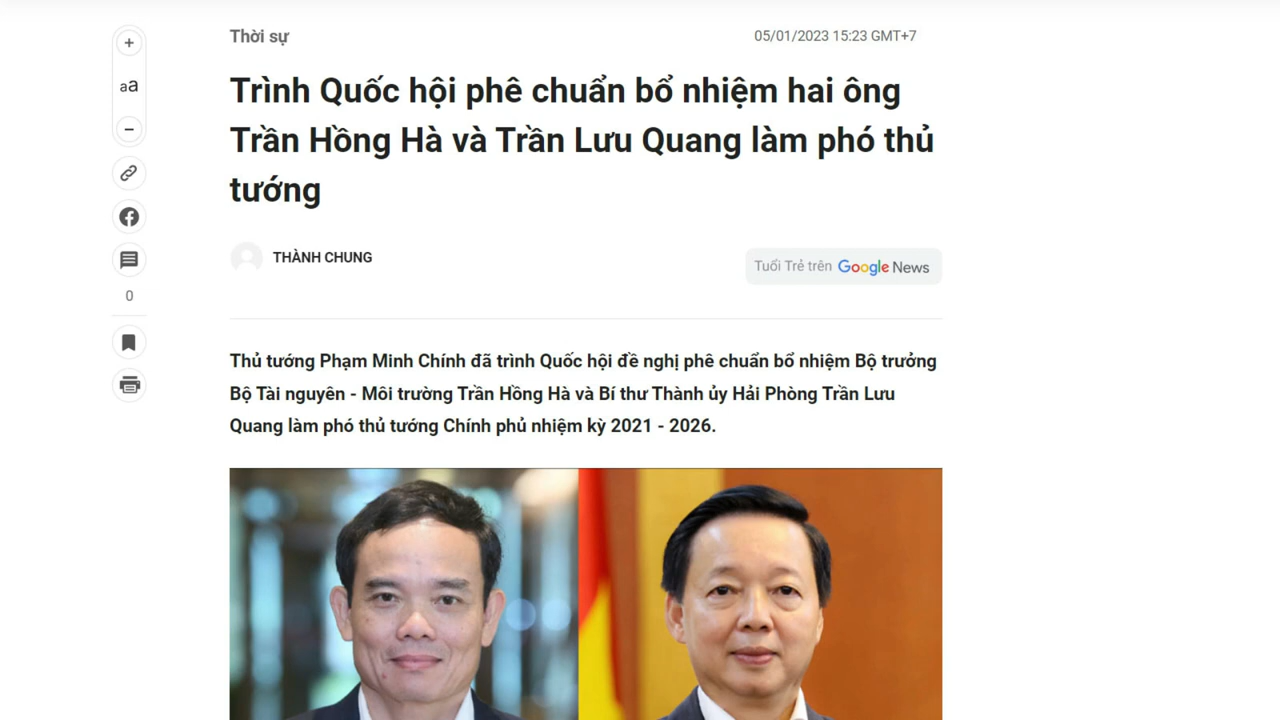 Thời sự
05/01/2023 15:23 GMT+7
+
aA
−
Trình Quốc hội phê chuẩn bổ nhiệm hai ông
Trần Hồng Hà và Trần Lưu Quang làm phó thủ
tướng
THÀNH CHUNG
Tuổi Trẻ trên Google News
0
Thủ tướng Phạm Minh Chính đã trình Quốc hội đề nghị phê chuẩn bổ nhiệm Bộ trưởng
Bộ Tài nguyên - Môi trường Trần Hồng Hà và Bí thư Thành ủy Hải Phòng Trần Lưu
Quang làm phó thủ tướng Chính phủ nhiệm kỳ 2021 - 2026.